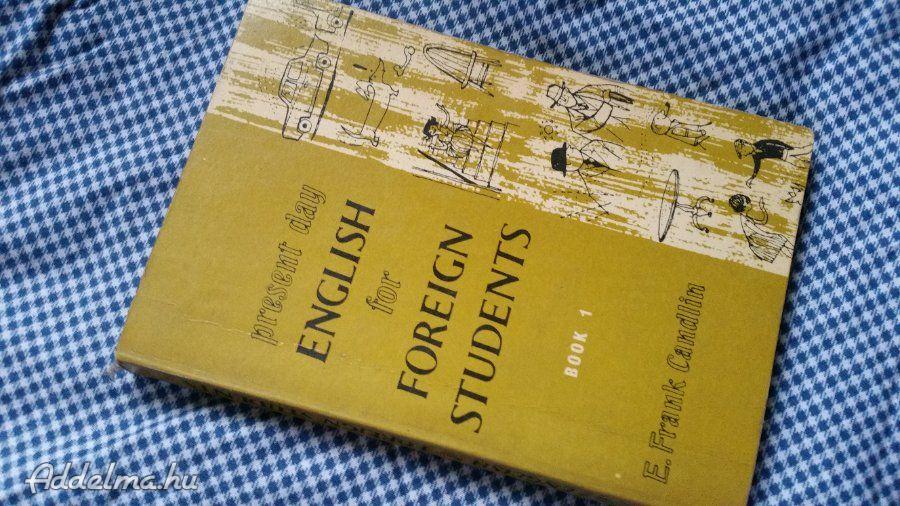 present day
ENGLISH
for
FOREIGN
STUDENTS
BOOK 1
E. Frank Candlin
Addelma.hu